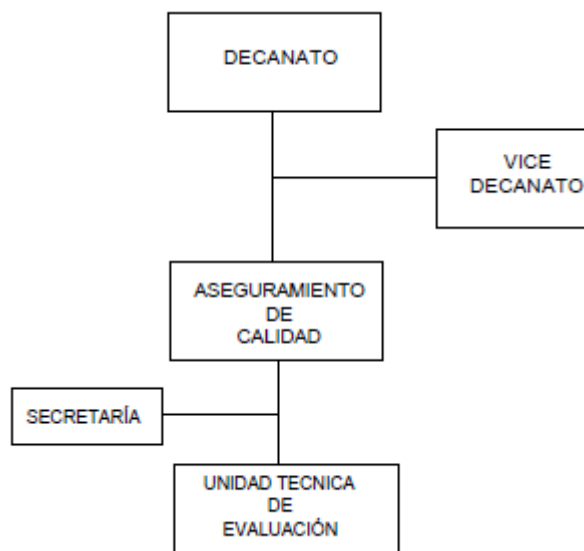 DECANATO
VICE
DECANATO
ASEGURAMIENTO
DE
CALIDAD
SECRETARÍA
UNIDAD TECNICA
DE
EVALUACIÓN